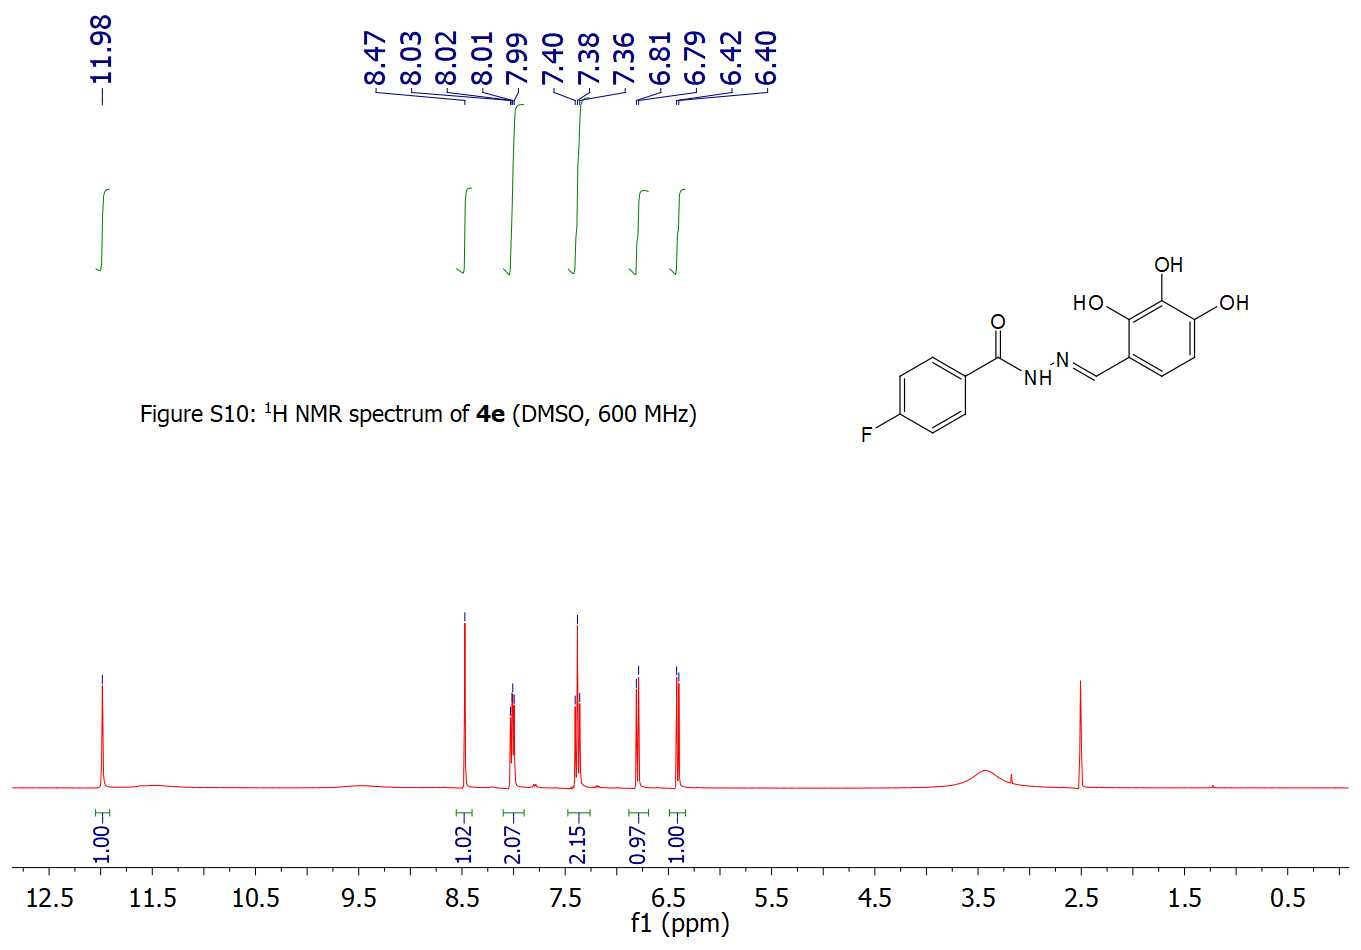 11.98
8.47
8.03
8.02
8.01
7.99
7.40
7.38
7.36
6.81
6.79
6.42
6.40
OH
HO
OH
O
N
NH
F
Figure S10: ¹H NMR spectrum of 4e (DMSO, 600 MHz)
1.00
1.02
2.07
2.15
0.97
1.00
12.5 11.5 10.5 9.5 8.5 7.5 6.5 5.5 4.5 3.5 2.5 1.5 0.5
f1 (ppm)